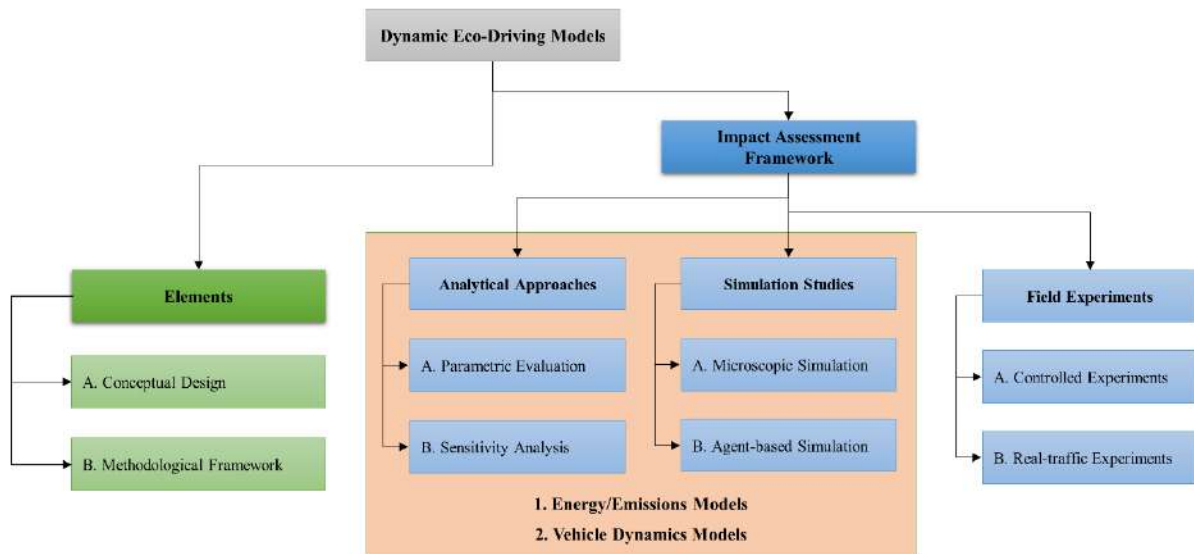 Dynamic Eco-Driving Models
Impact Assessment
Framework
Elements
A. Conceptual Design
B. Methodological Framework
Analytical Approaches
A. Parametric Evaluation
B. Sensitivity Analysis
Simulation Studies
A. Microscopic Simulation
B. Agent-based Simulation
1. Energy/Emissions Models
2. Vehicle Dynamics Models
Field Experiments
A. Controlled Experiments
B. Real-traffic Experiments